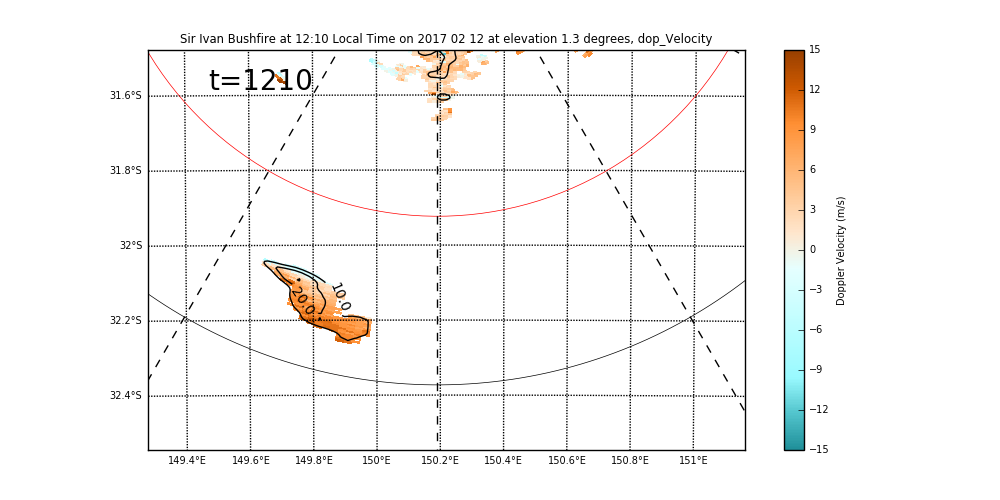 Sir Ivan Bushfire at 12:10 Local Time on 2017 02 12 at elevation 1.3 degrees, dop_Velocity
t=1210
31.6°S
31.8°S
32°S
32.2°S
32.4°S
0
10.0
20.0
149.4°E 149.6°E 149.8°E 150°E 150.2°E 150.4°E 150.6°E 150.8°E 151°E
15
12
9
6
3
0
−3
−6
−9
−12
−15
Doppler Velocity (m/s)